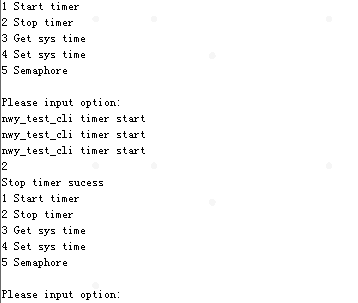 1 Start timer
2 Stop timer
3 Get sys time
4 Set sys time
5 Semaphore
Please input option:
nwy_test_cli timer start
nwy_test_cli timer start
nwy_test_cli timer start
2
Stop timer sucess
1 Start timer
2 Stop timer
3 Get sys time
4 Set sys time
5 Semaphore
Please input option: